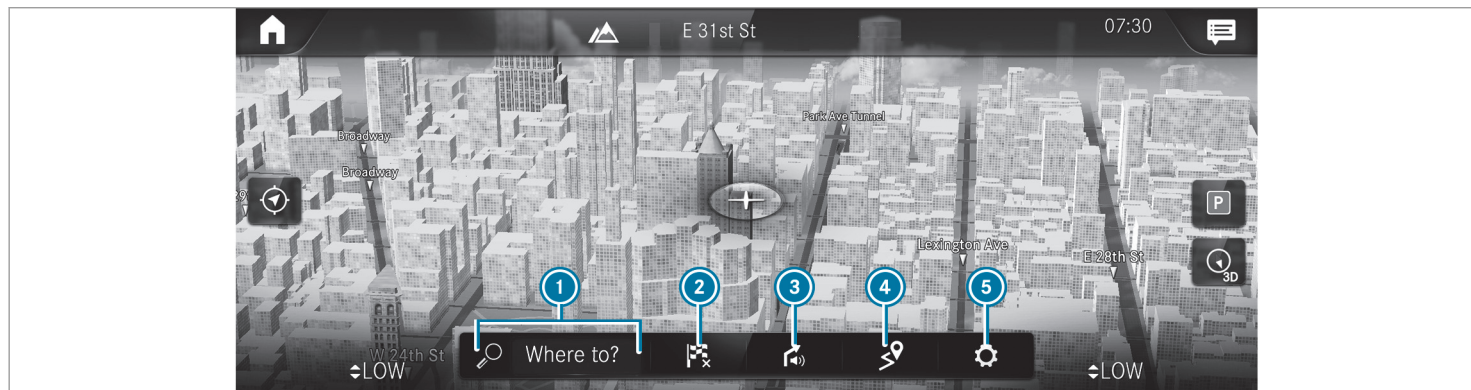 E 31st St
07:30
Park Ave Tunnel
Broadway
Broadway
29
P
Lexington Ave
E 28th St
3D
1 2 3 4 5
W 24th St
Where to?
LOW
LOW